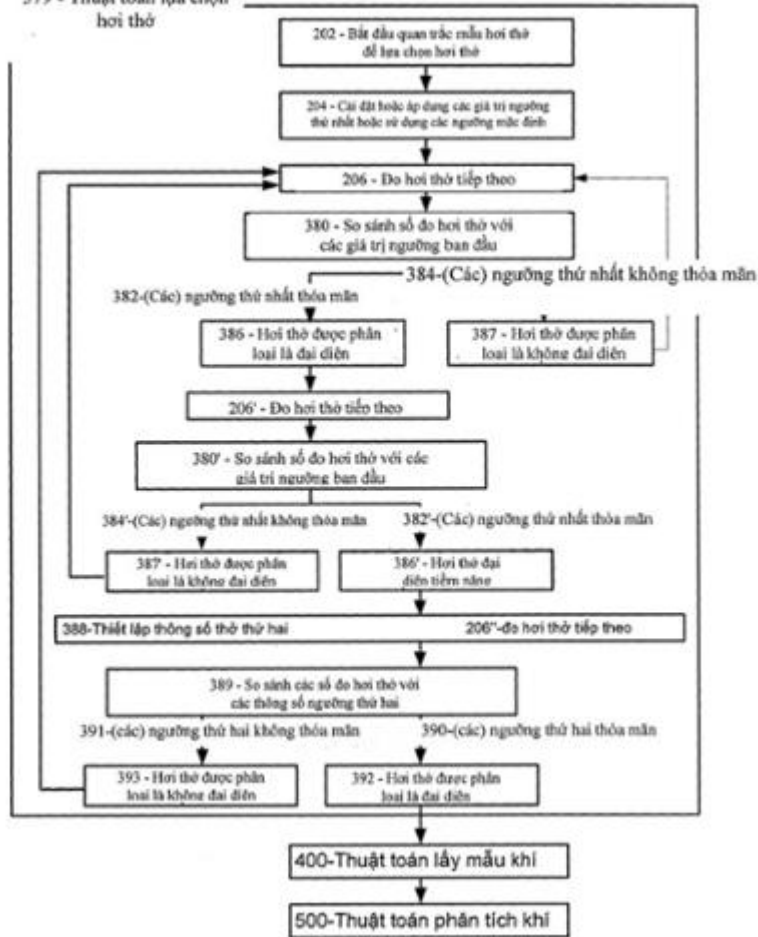 379 - Thuật toán lựa chọn
hơi thở
202 - Bắt đầu quan trắc mẫu hơi thở
để lựa chọn hơi thở
204 - Cài đặt hoặc áp dụng các giá trị ngưỡng
thứ nhất hoặc sử dụng các ngưỡng mặc định
206 - Đo hơi thở tiếp theo
380 - So sánh số đo hơi thở với
các giá trị ngưỡng ban đầu
384-(Các) ngưỡng thứ nhất không thỏa mãn
382-(Các) ngưỡng thứ nhất thỏa mãn
386 - Hơi thở được phân
loại là đại diện
387 - Hơi thở được phân
loại là không đại diện
206' - Đo hơi thở tiếp theo
380' - So sánh số đo hơi thở với các
giá trị ngưỡng ban đầu
384'-(Các) ngưỡng thứ nhất không thỏa mãn
382'-(Các) ngưỡng thứ nhất thỏa mãn
387' - Hơi thở được phân
loại là không đại diện
386' - Hơi thở đại
diện tiềm năng
388-Thiết lập thông số thở thứ hai
206"-đo hơi thở tiếp theo
389 - So sánh các số đo hơi thở với
các thông số ngưỡng thứ hai
391-(các) ngưỡng thứ hai không thỏa mãn
390-(các) ngưỡng thứ hai thỏa mãn
393 - Hơi thở được phân
loại là không đại diện
392 - Hơi thở được phân
loại là đại diện
400-Thuật toán lấy mẫu khí
500-Thuật toán phân tích khí